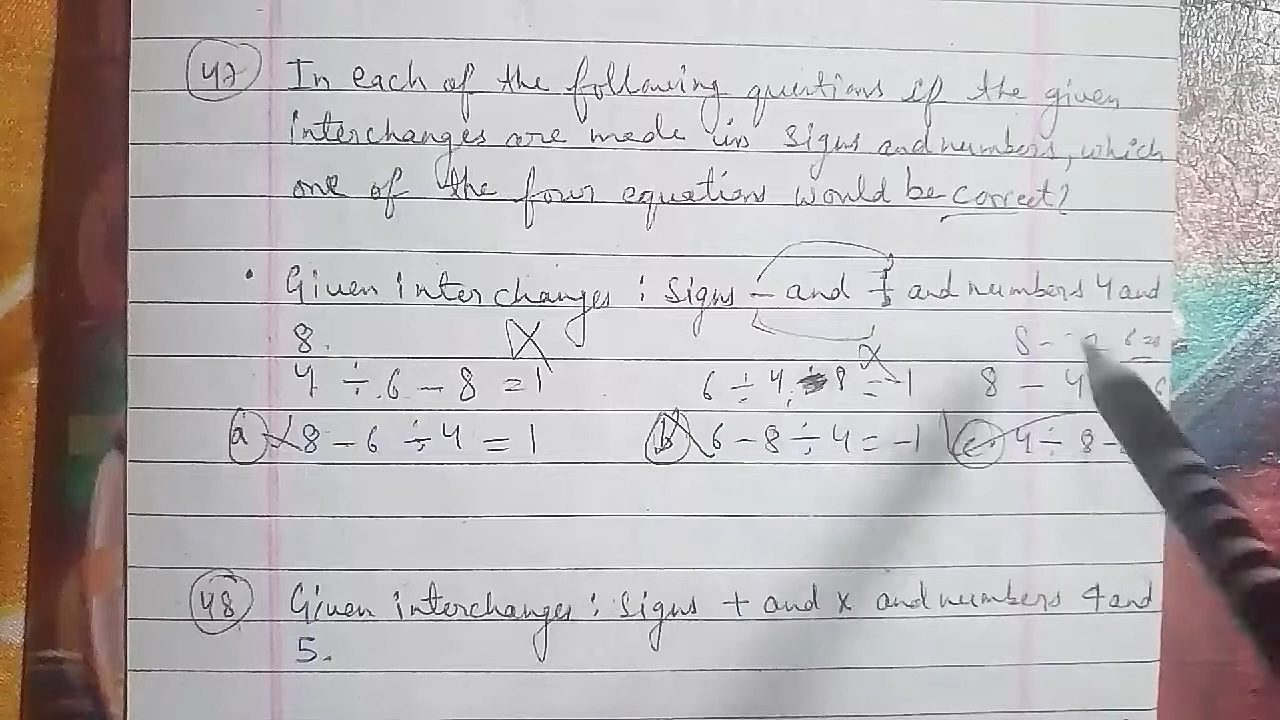 47 In each of the following questions if the given
interchanges are made in signs and numbers, which
one of the four equations would be correct?
• Given interchanges : signs - and ÷ and numbers 4 and
8. X
4 ÷ 6 - 8 = 1 6 ÷ 4 8 = -1 8 - 4
(a) 8 - 6 ÷ 4 = 1 (b) 6 - 8 ÷ 4 = -1 (c) 4 ÷ 8 -
48 Given interchanges : signs + and x and numbers 4 and
5.